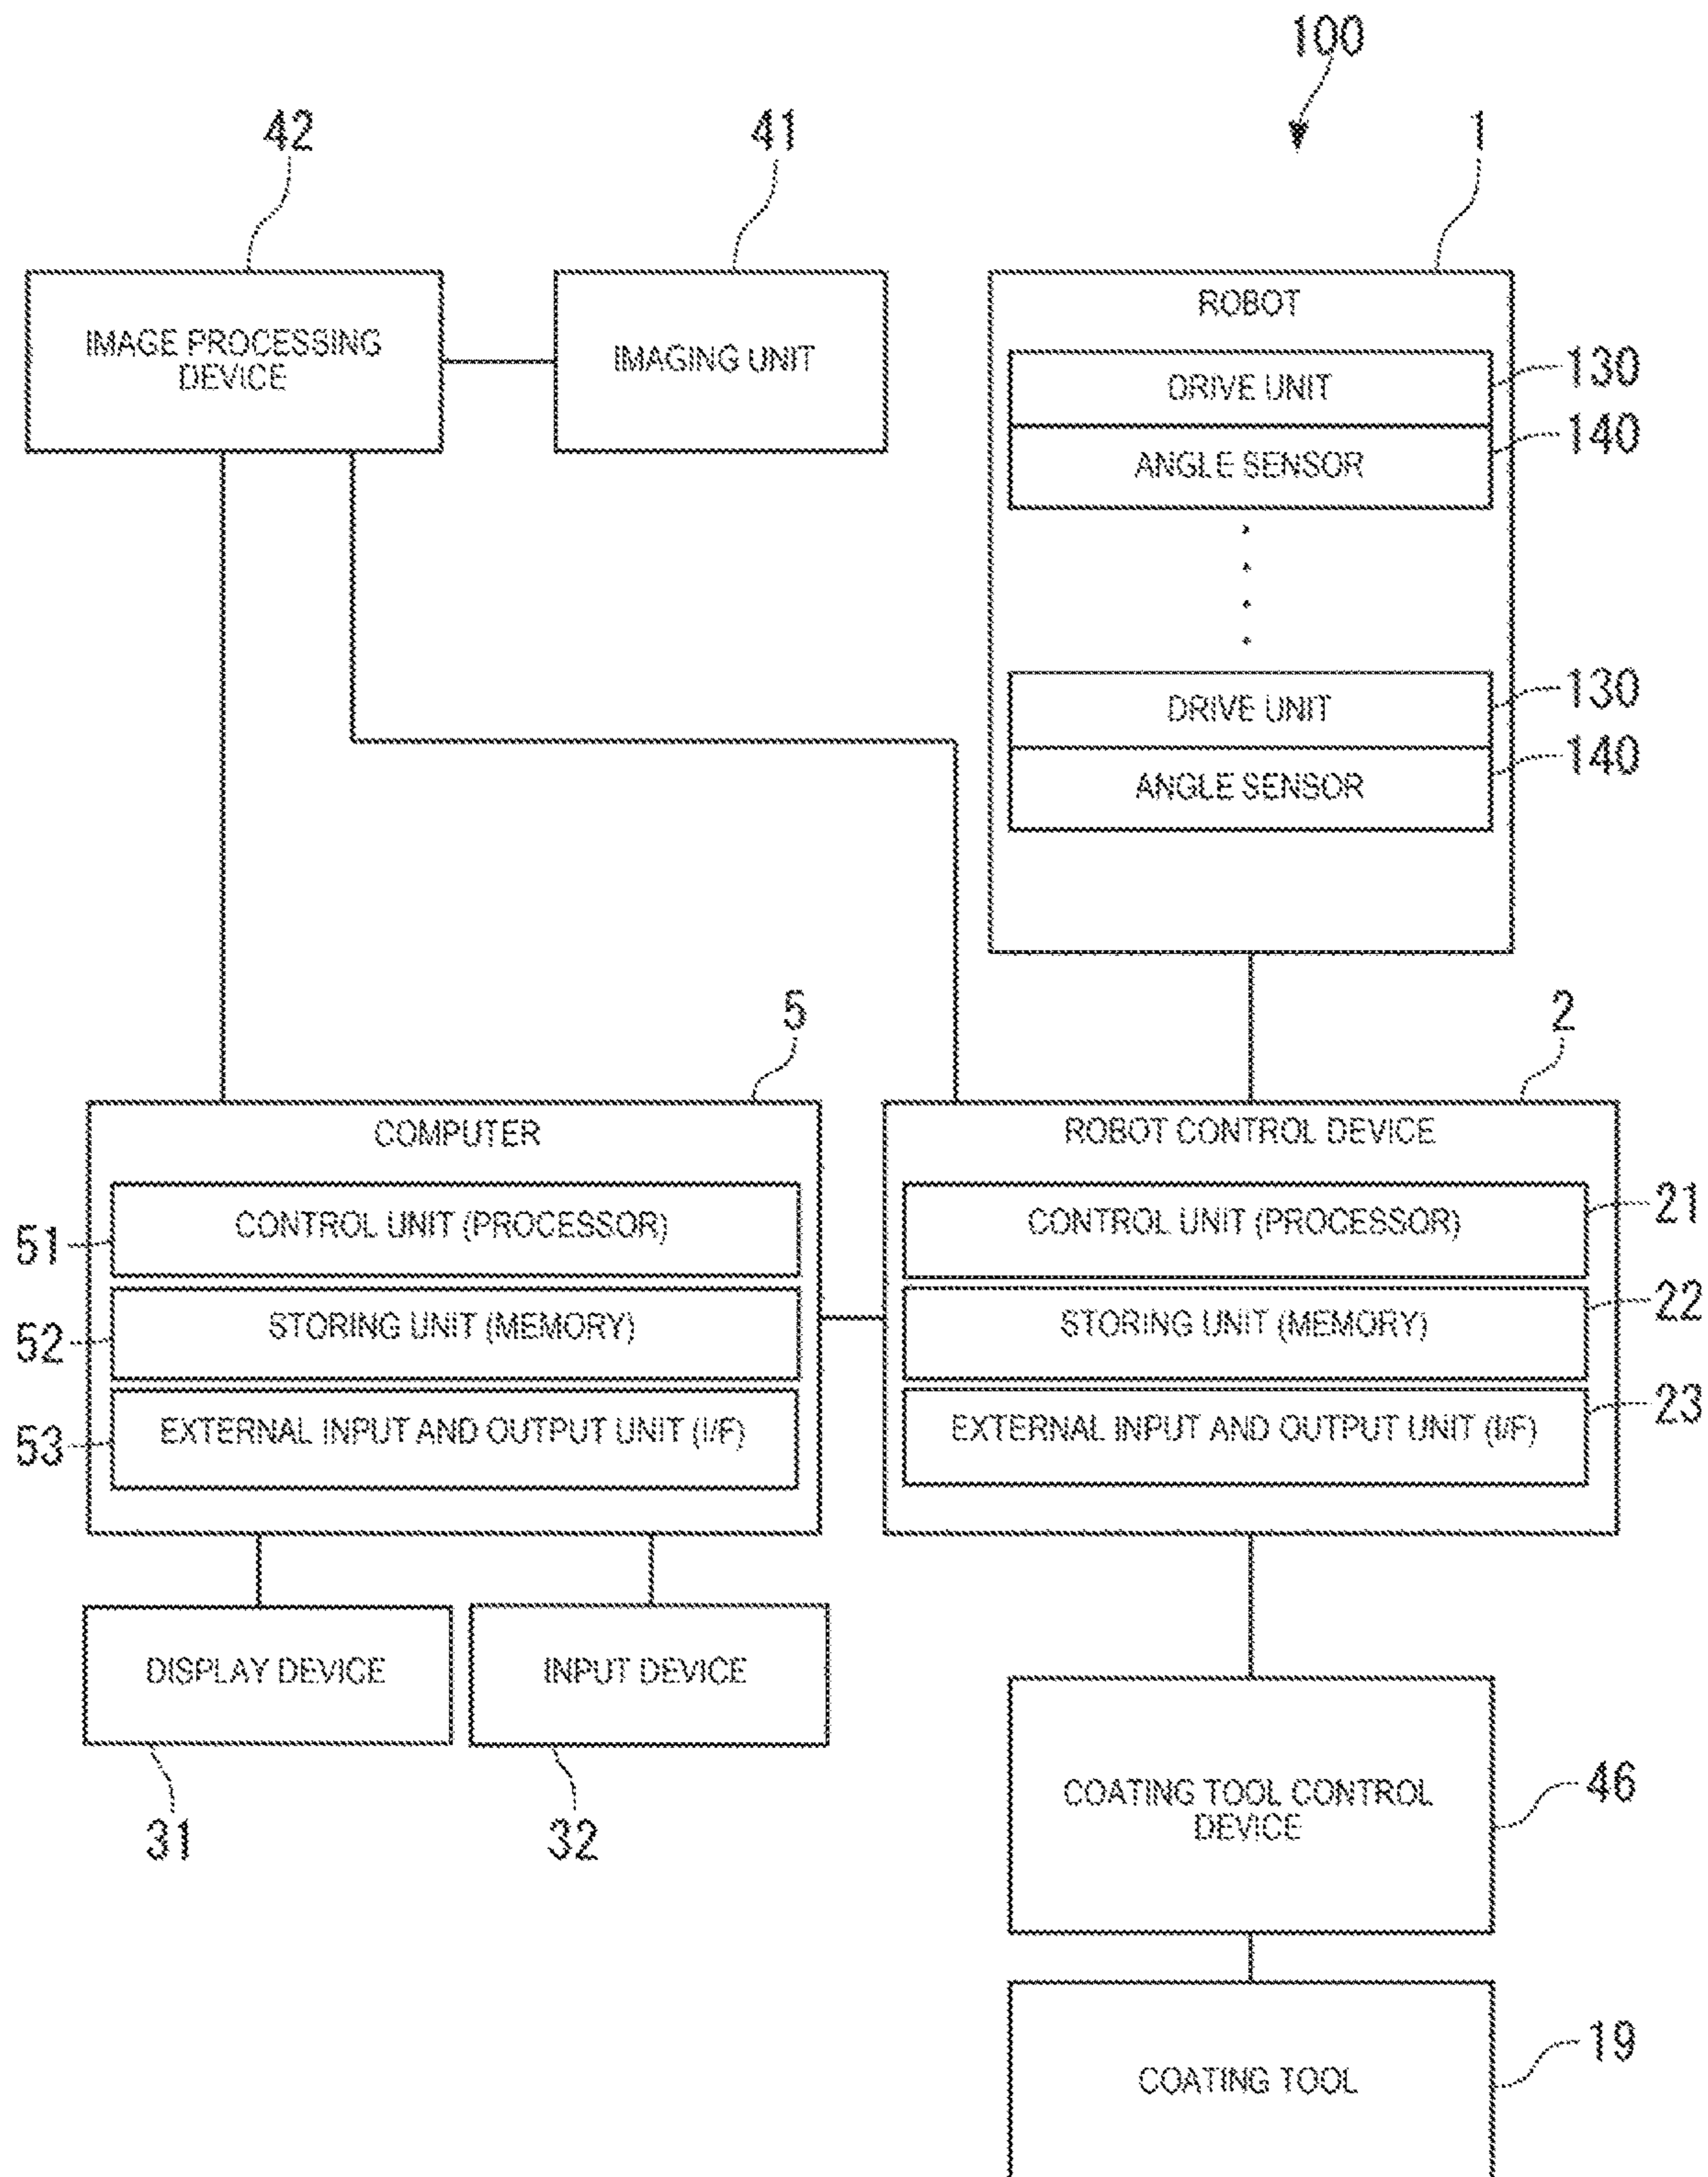 100
42
41
1
IMAGE PROCESSING
DEVICE
IMAGING UNIT
ROBOT
DRIVE UNIT
130
ANGLE SENSOR
140
DRIVE UNIT
130
ANGLE SENSOR
140
5
2
COMPUTER
CONTROL UNIT (PROCESSOR)
51
STORING UNIT (MEMORY)
52
EXTERNAL INPUT AND OUTPUT UNIT (I/F)
53
ROBOT CONTROL DEVICE
CONTROL UNIT (PROCESSOR)
21
STORING UNIT (MEMORY)
22
EXTERNAL INPUT AND OUTPUT UNIT (I/F)
23
DISPLAY DEVICE
INPUT DEVICE
31
32
COATING TOOL CONTROL
DEVICE
46
COATING TOOL
19